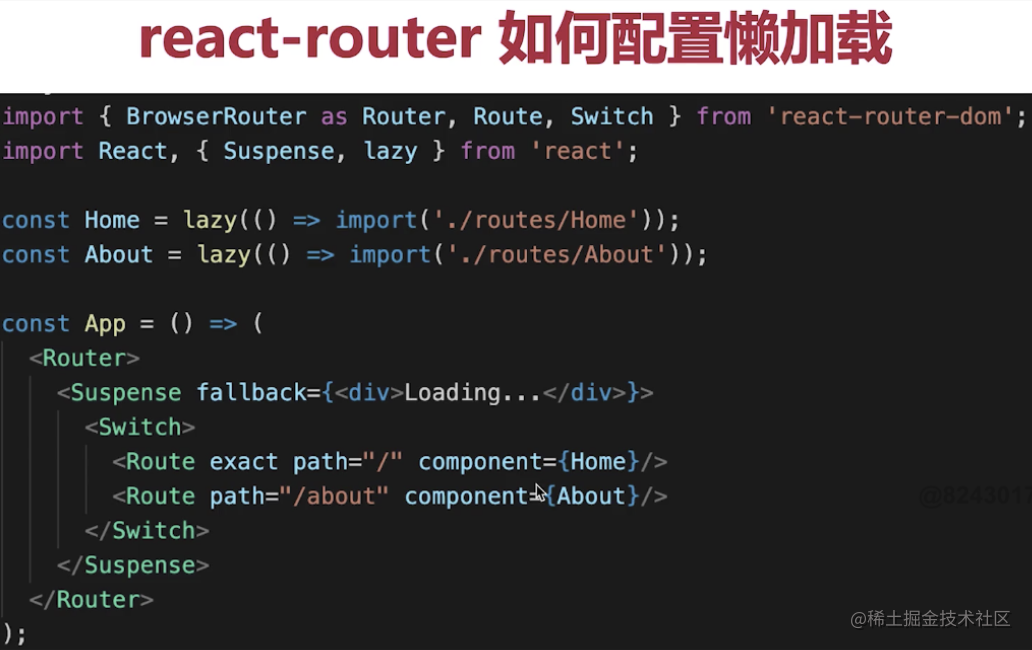 react-router 如何配置懒加载
import { BrowserRouter as Router, Route, Switch } from 'react-router-dom';
import React, { Suspense, lazy } from 'react';
const Home = lazy(() => import('./routes/Home'));
const About = lazy(() => import('./routes/About'));
const App = () => (
<Router>
<Suspense fallback={<div>Loading...</div>}>
<Switch>
<Route exact path="/" component={Home}/>
<Route path="/about" component={About}/>
</Switch>
</Suspense>
</Router>
);
@稀土掘金技术社区